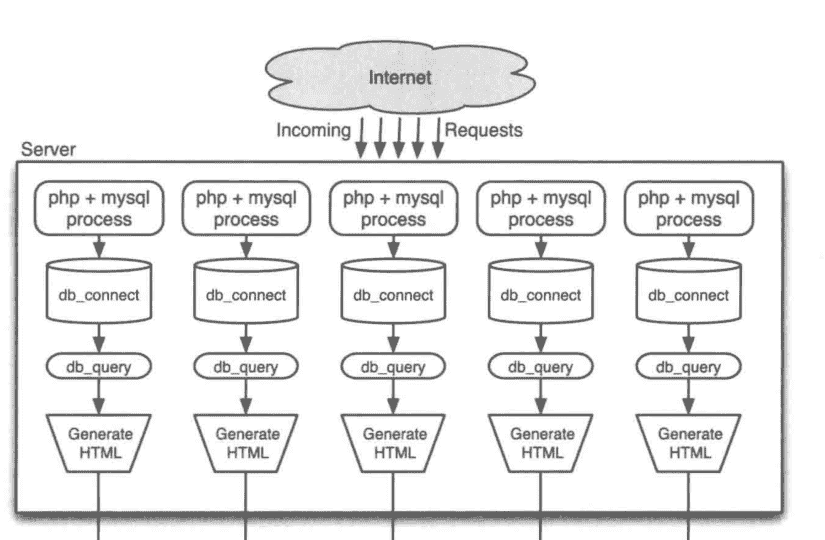 Internet
Incoming Requests
Server
php + mysql
process
php + mysql
process
php + mysql
process
php + mysql
process
php + mysql
process
db_connect
db_connect
db_connect
db_connect
db_connect
db_query
db_query
db_query
db_query
db_query
Generate
HTML
Generate
HTML
Generate
HTML
Generate
HTML
Generate
HTML